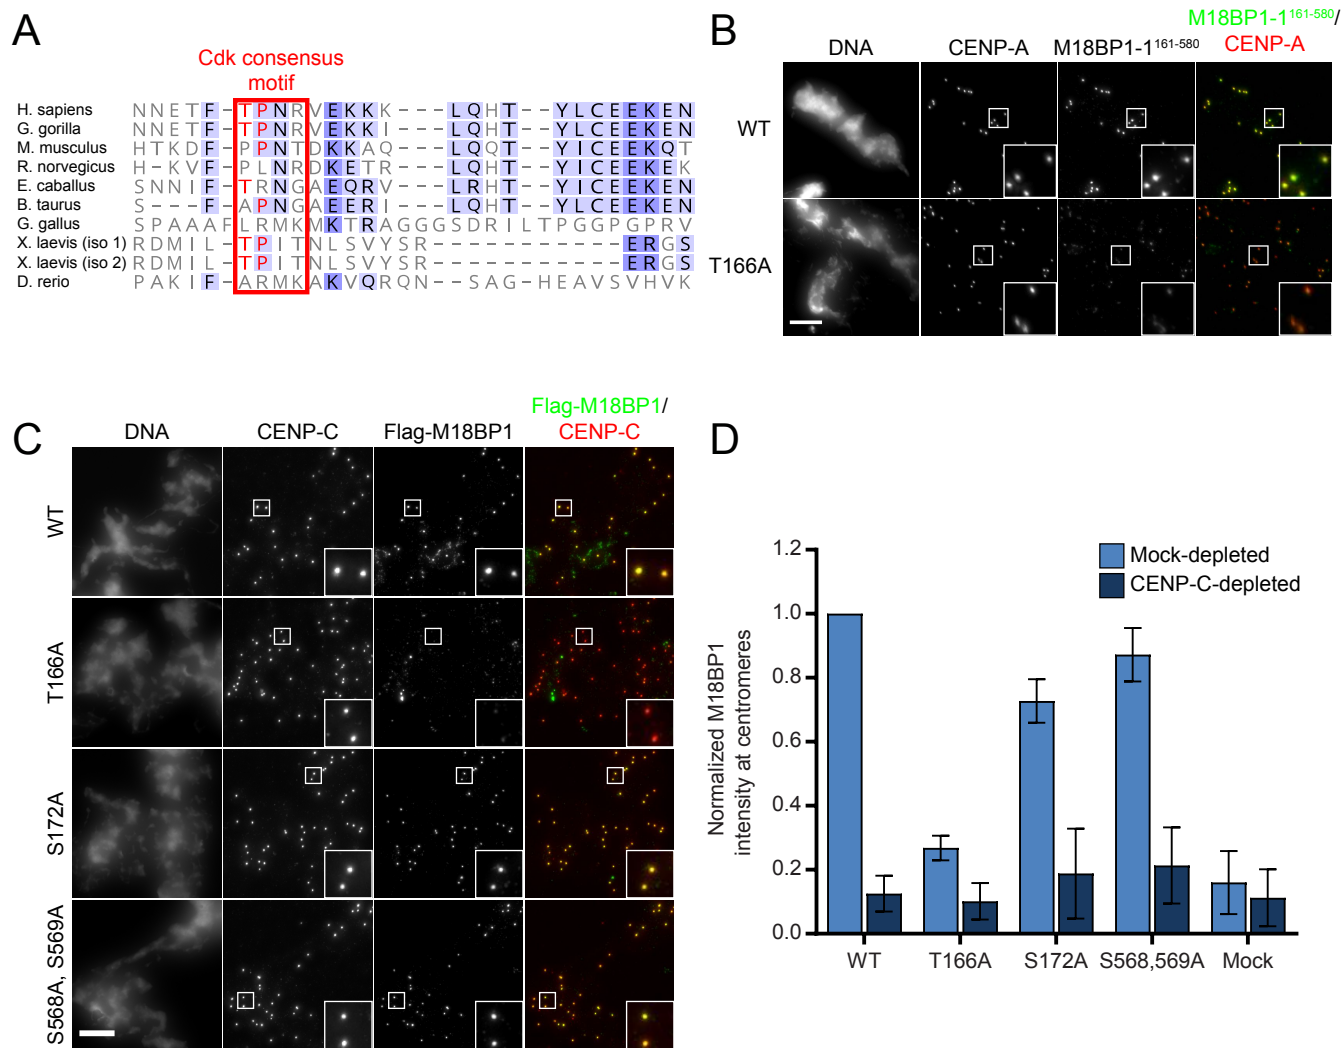 A
Cdk consensus
motif
H. sapiens NNETF-TPNRVEKKK---LQHT--YLCEEKEN
G. gorilla NNETF-TPNRVEKKI---LQHT--YLCEEKEN
M. musculus HTKDF-PPNTDKKAQ---LQQT--YICEEKQT
R. norvegicus H-KVF-PLNRDKETR---LQHT--YICEEKEK
E. caballus SNNIF-TRNGAEQRV---LRHT--YICEEKEN
B. taurus S---F-APNGAEERI---LQHT--YLCEEKEN
G. gallus SPAAAFLRMKMKTRAGGGSDRILTPGGPGPRV
X. laevis (iso 1) RDMIL-TPITNLSVYSR--------ERGS
X. laevis (iso 2) RDMIL-TPITNLSVYSR--------ERGS
D. rerio PAKIF-ARMKAKVQRQN--SAG-HEAVSVHVK
B
M18BP1-1161-580/
DNA CENP-A M18BP1-1161-580 CENP-A
WT
T166A
C
Flag-M18BP1/
DNA CENP-C Flag-M18BP1 CENP-C
WT
T166A
S172A
S568A, S569A
D
Mock-depleted
CENP-C-depleted
Normalized M18BP1
intensity at centromeres
1.2
1.0
0.8
0.6
0.4
0.2
0.0
WT T166A S172A S568,569A Mock